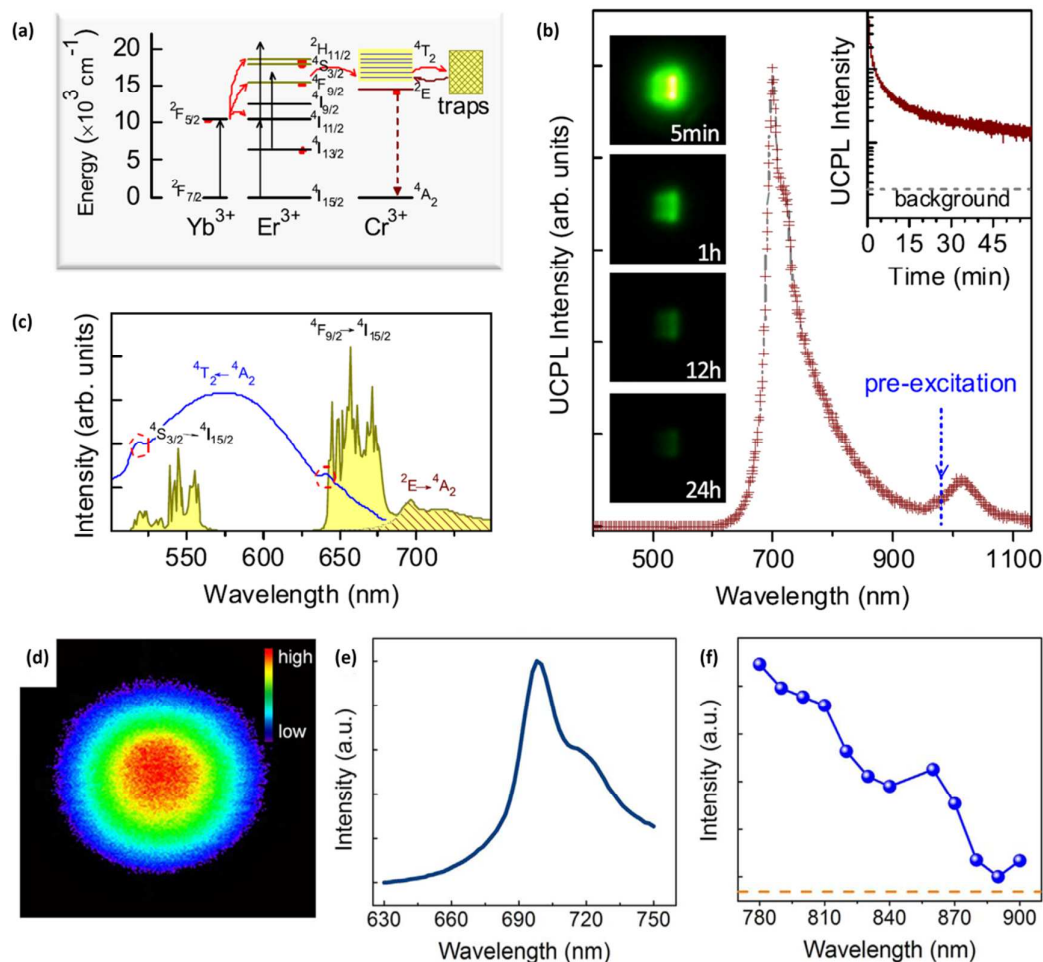 (a)
Energy (×10³ cm⁻¹)
20
15
10
5
0
²F₅/₂
²F₇/₂
Yb³⁺
²H₁₁/₂
⁴S₃/₂
⁴F₉/₂
⁴I₉/₂
⁴I₁₁/₂
⁴I₁₃/₂
⁴I₁₅/₂
Er³⁺
⁴T₂
²E
⁴A₂
Cr³⁺
traps
(b)
UCPL Intensity (arb. units)
5min
1h
12h
24h
UCPL Intensity
background
0 15 30 45
Time (min)
pre-excitation
500 700 900 1100
Wavelength (nm)
(c)
Intensity (arb. units)
⁴T₂←⁴A₂
⁴S₃/₂→⁴I₁₅/₂
⁴F₉/₂→⁴I₁₅/₂
²E→⁴A₂
550 600 650 700
Wavelength (nm)
(d)
high
low
(e)
Intensity (a.u.)
630 660 690 720 750
Wavelength (nm)
(f)
Intensity (a.u.)
780 810 840 870 900
Wavelength (nm)